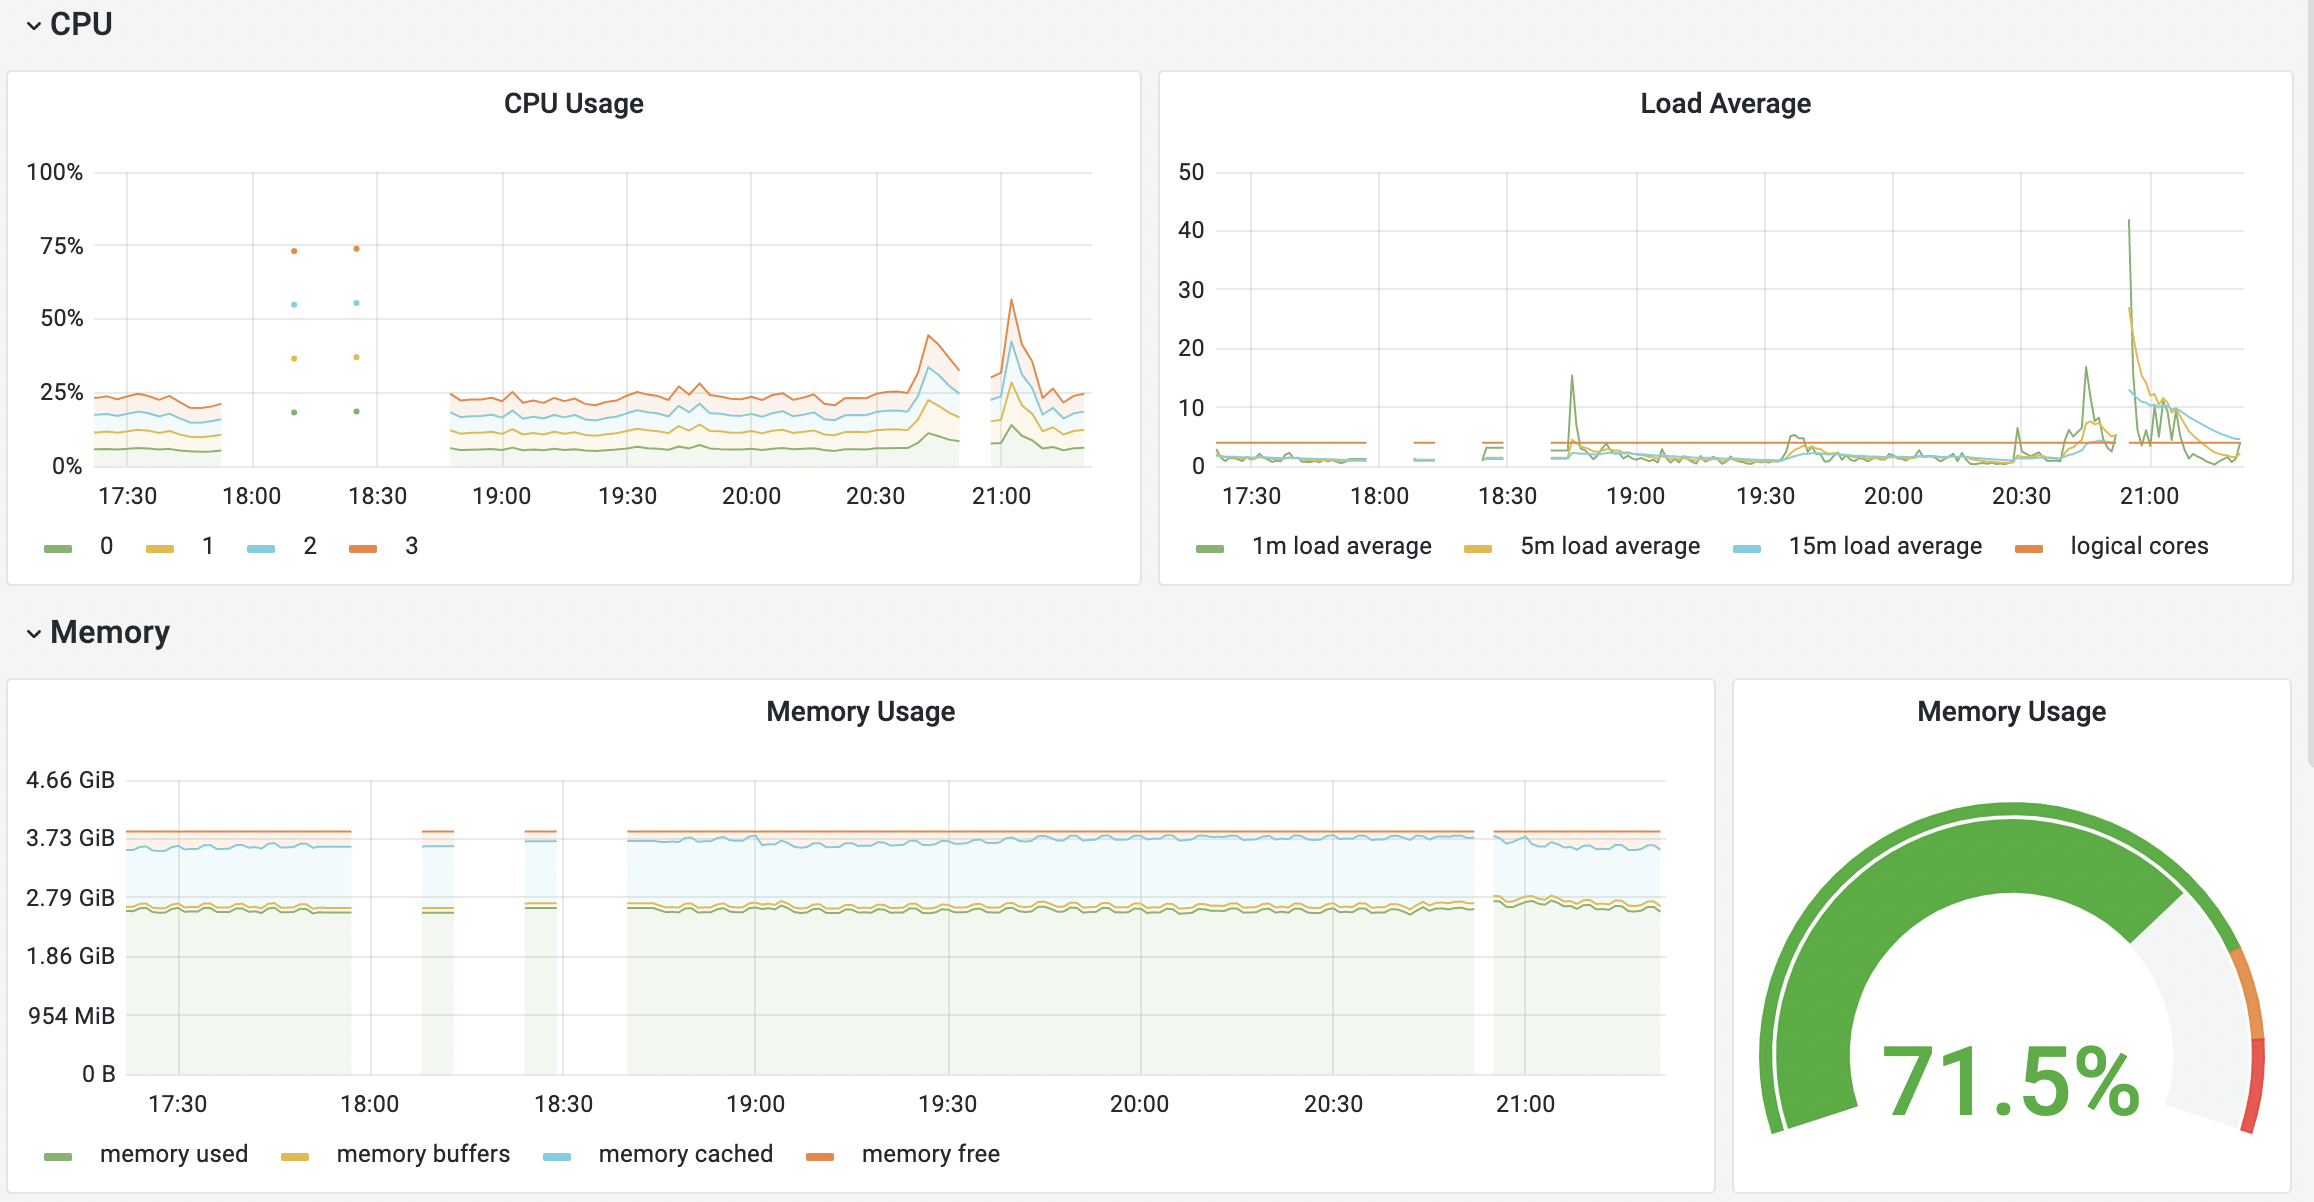 CPU
CPU Usage
100%
75%
50%
25%
0%
17:30 18:00 18:30 19:00 19:30 20:00 20:30 21:00
0 1 2 3
Load Average
50
40
30
20
10
0
17:30 18:00 18:30 19:00 19:30 20:00 20:30 21:00
1m load average 5m load average 15m load average logical cores
Memory
Memory Usage
4.66 GiB
3.73 GiB
2.79 GiB
1.86 GiB
954 MiB
0 B
17:30 18:00 18:30 19:00 19:30 20:00 20:30 21:00
memory used memory buffers memory cached memory free
Memory Usage
71.5%